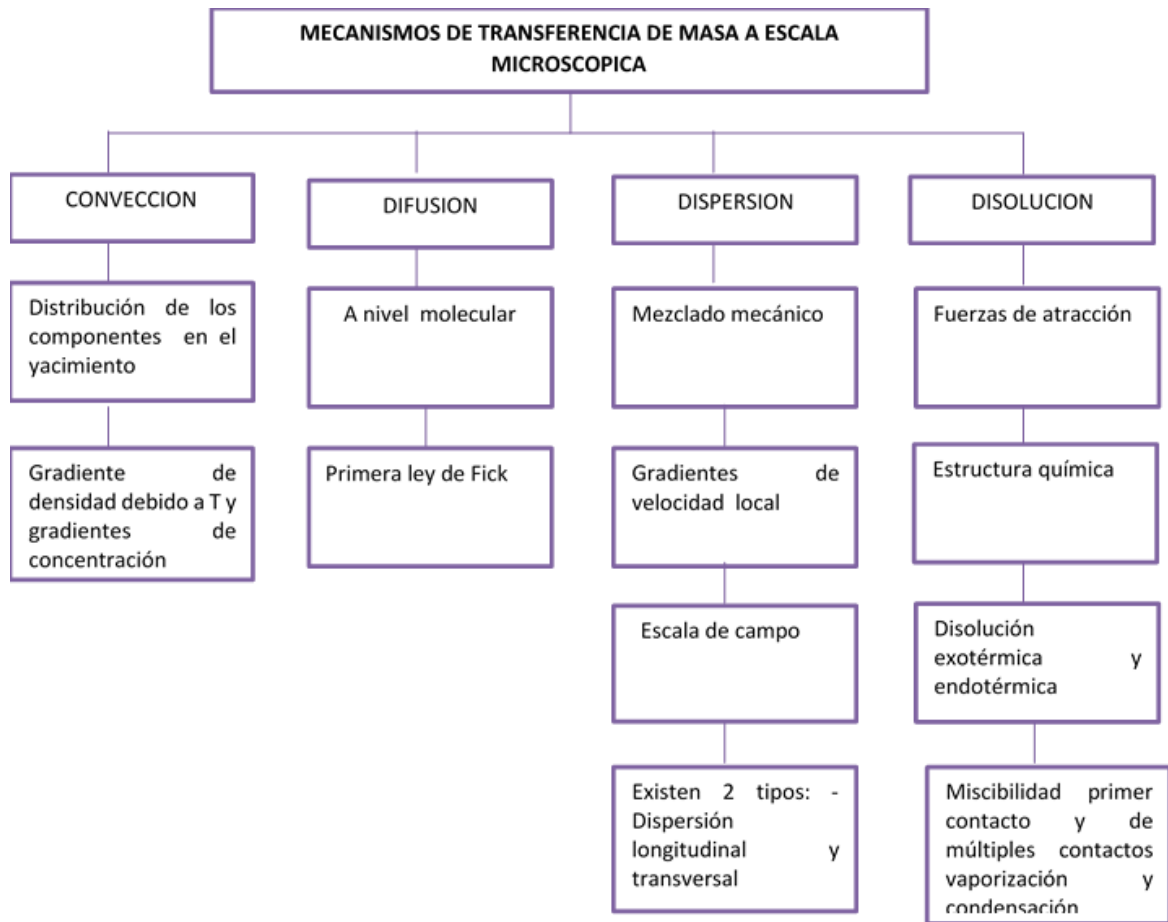 MECANISMOS DE TRANSFERENCIA DE MASA A ESCALA
MICROSCOPICA
CONVECCION
DIFUSION
DISPERSION
DISOLUCION
Distribución de los
componentes en el
yacimiento
A nivel molecular
Mezclado mecánico
Fuerzas de atracción
Gradiente de
densidad debido a T y
gradientes de
concentración
Primera ley de Fick
Gradientes de
velocidad local
Estructura química
Escala de campo
Disolución
exotérmica y
endotérmica
Existen 2 tipos: -
Dispersión
longitudinal y
transversal
Miscibilidad primer
contacto y de
múltiples contactos
vaporización y
condensación